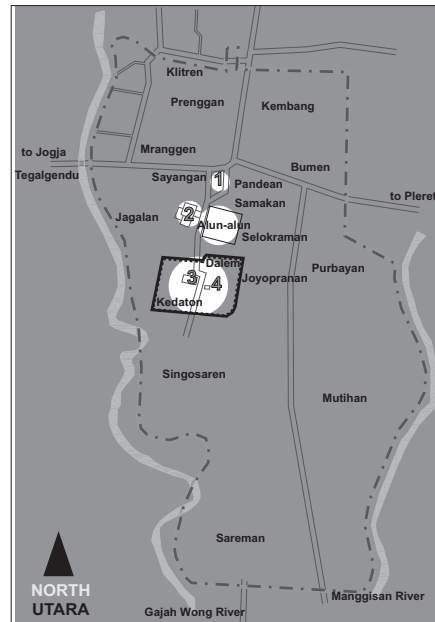 Klitren
Prenggan
Kembang
Mranggen
to Jogja
Tegalgendu
Sayangan
1
Pandean
Bumen
to Pleret
Samakan
Jagalan
2
Alun-alun
Selokraman
Dalem
Purbayan
3
4
Joyopranan
Kedaton
Singosaren
Mutihan
Sareman
NORTH
UTARA
Gajah Wong River
Manggisan River